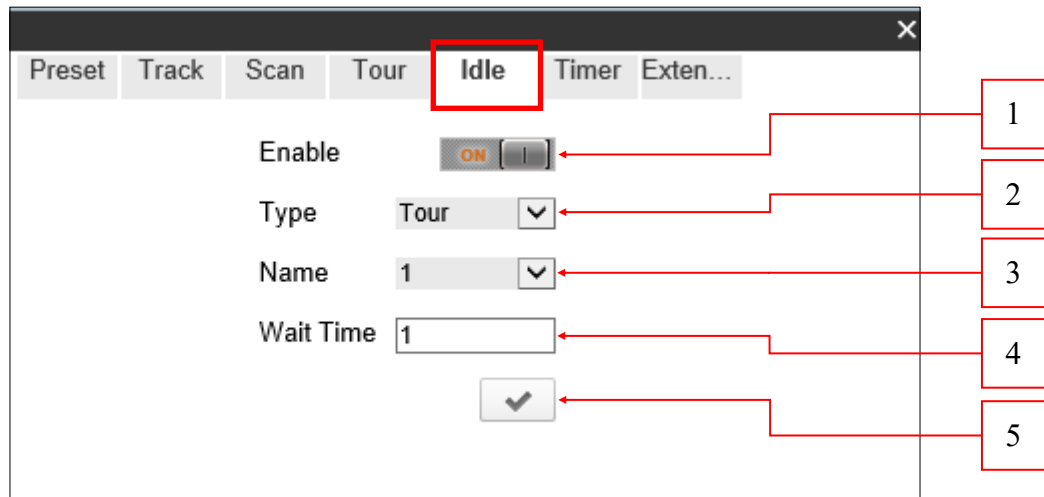 Preset Track Scan Tour Idle Timer Exten...
Enable ON
1
Type Tour
2
Name 1
3
Wait Time 1
4
5